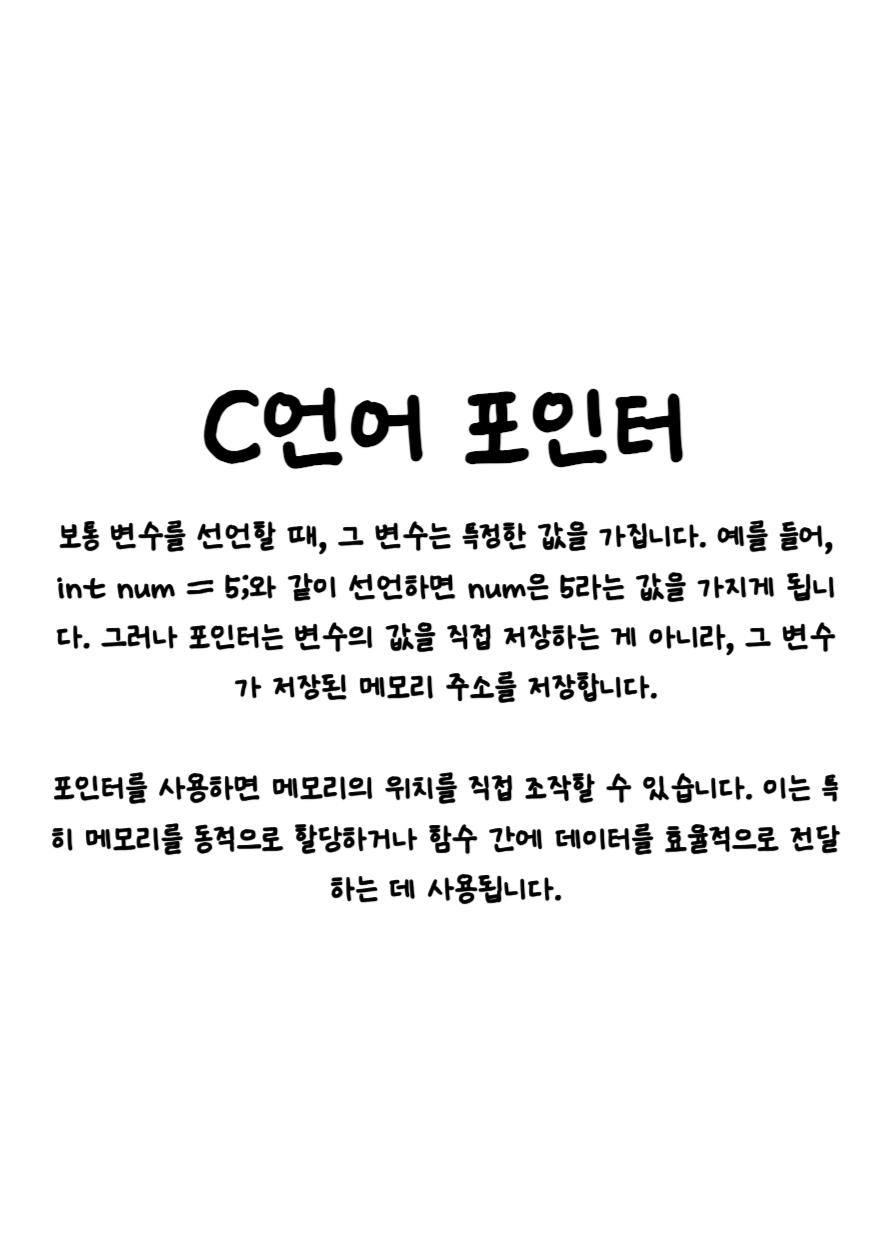 C언어 포인터
보통 변수를 선언할 때, 그 변수는 특정한 값을 가집니다. 예를 들어,
int num = 5;와 같이 선언하면 num은 5라는 값을 가지게 됩니
다. 그러나 포인터는 변수의 값을 직접 저장하는 게 아니라, 그 변수
가 저장된 메모리 주소를 저장합니다.
포인터를 사용하면 메모리의 위치를 직접 조작할 수 있습니다. 이는 특
히 메모리를 동적으로 할당하거나 함수 간에 데이터를 효율적으로 전달
하는 데 사용됩니다.